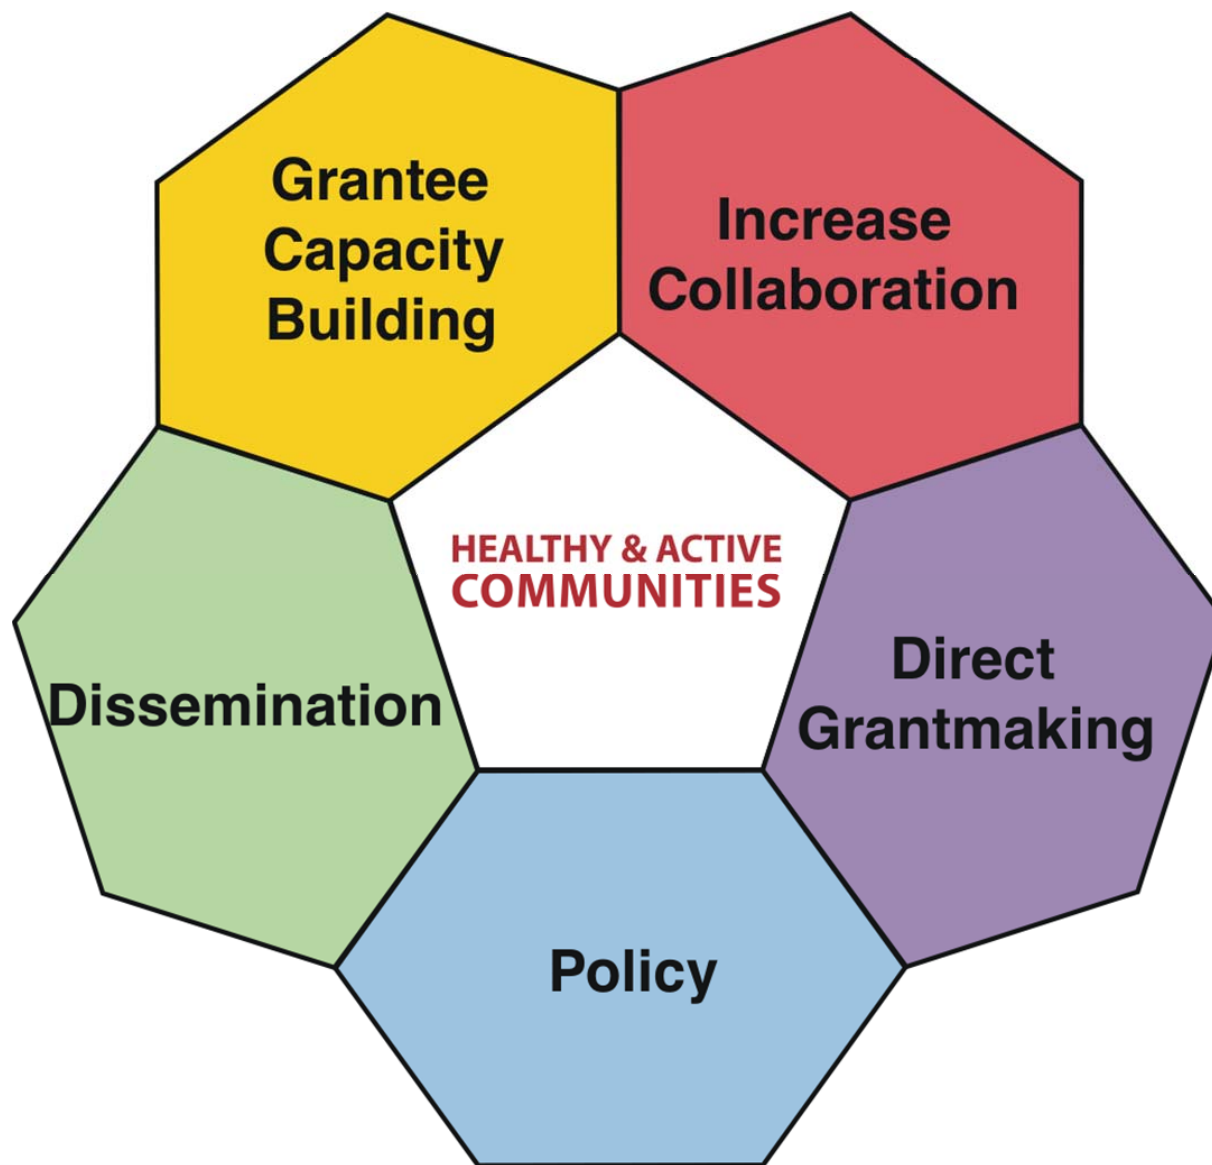 Grantee
Capacity
Building
Increase
Collaboration
HEALTHY & ACTIVE
COMMUNITIES
Dissemination
Direct
Grantmaking
Policy